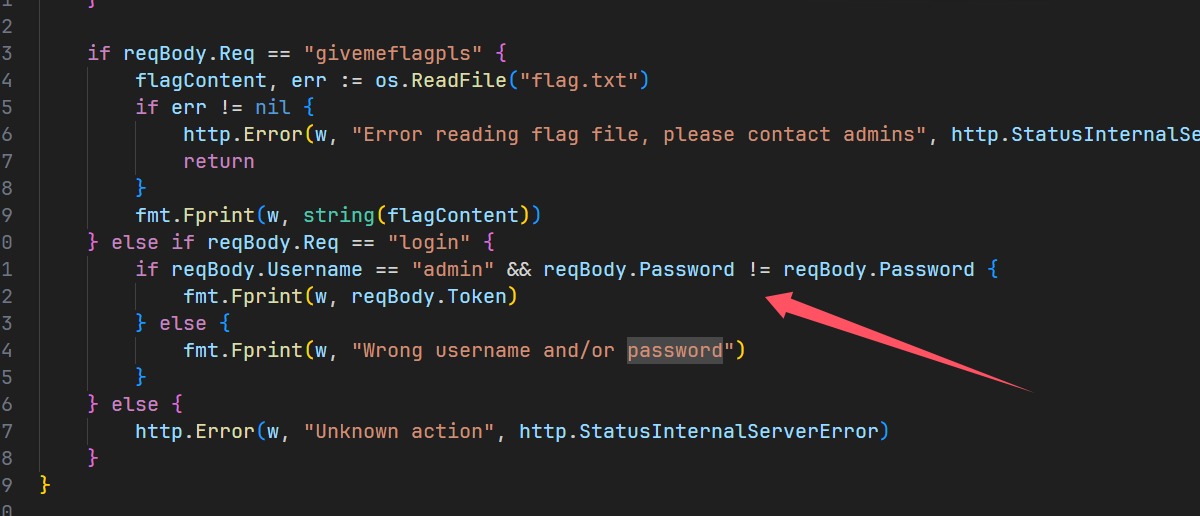 1 }
2
3 if reqBody.Req == "givemeflagpls" {
4 flagContent, err := os.ReadFile("flag.txt")
5 if err != nil {
6 http.Error(w, "Error reading flag file, please contact admins", http.StatusInternalSe
7 return
8 }
9 fmt.Fprint(w, string(flagContent))
0 } else if reqBody.Req == "login" {
1 if reqBody.Username == "admin" && reqBody.Password != reqBody.Password {
2 fmt.Fprint(w, reqBody.Token)
3 } else {
4 fmt.Fprint(w, "Wrong username and/or password")
5 }
6 } else {
7 http.Error(w, "Unknown action", http.StatusInternalServerError)
8 }
9 }
0